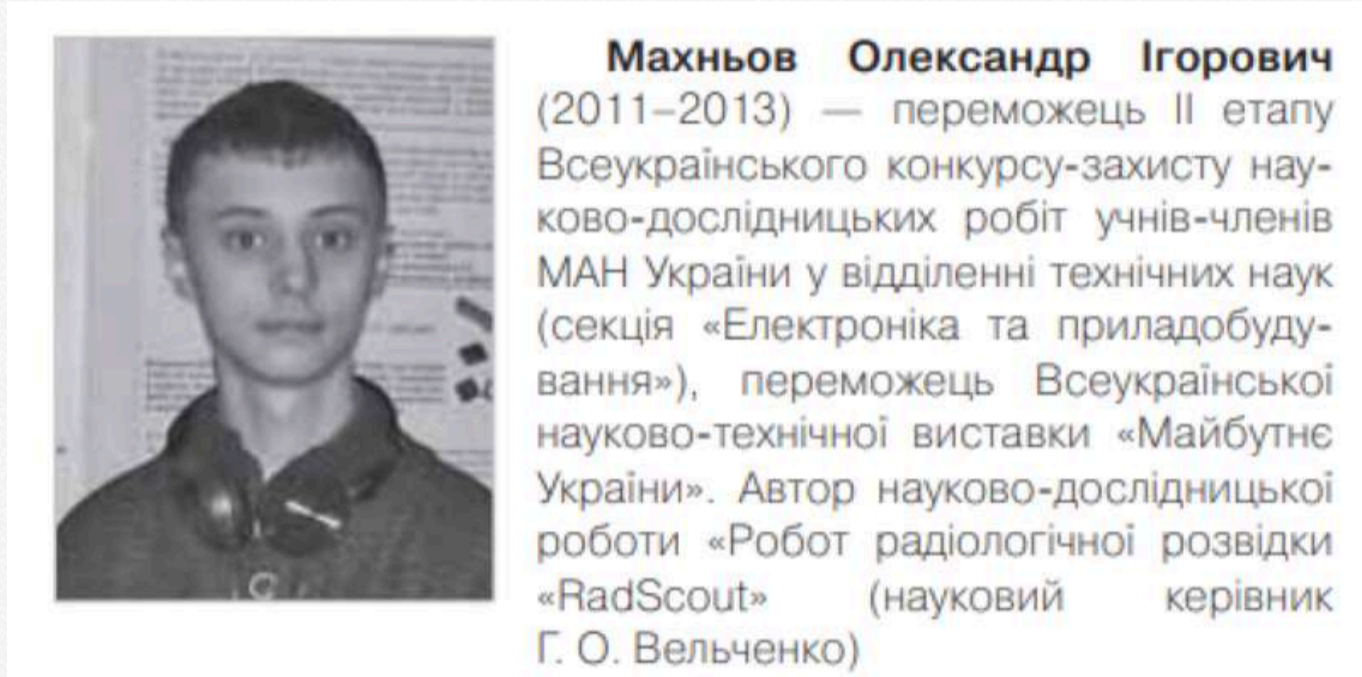 Махньов Олександр Ігорович
(2011–2013) — переможець II етапу
Всеукраїнського конкурсу-захисту нау-
ково-дослідницьких робіт учнів-членів
МАН України у відділенні технічних наук
(секція «Електроніка та приладобуду-
вання»), переможець Всеукраїнської
науково-технічної виставки «Майбутнє
України». Автор науково-дослідницької
роботи «Робот радіологічної розвідки
«RadScout» (науковий керівник
Г. О. Вельченко)